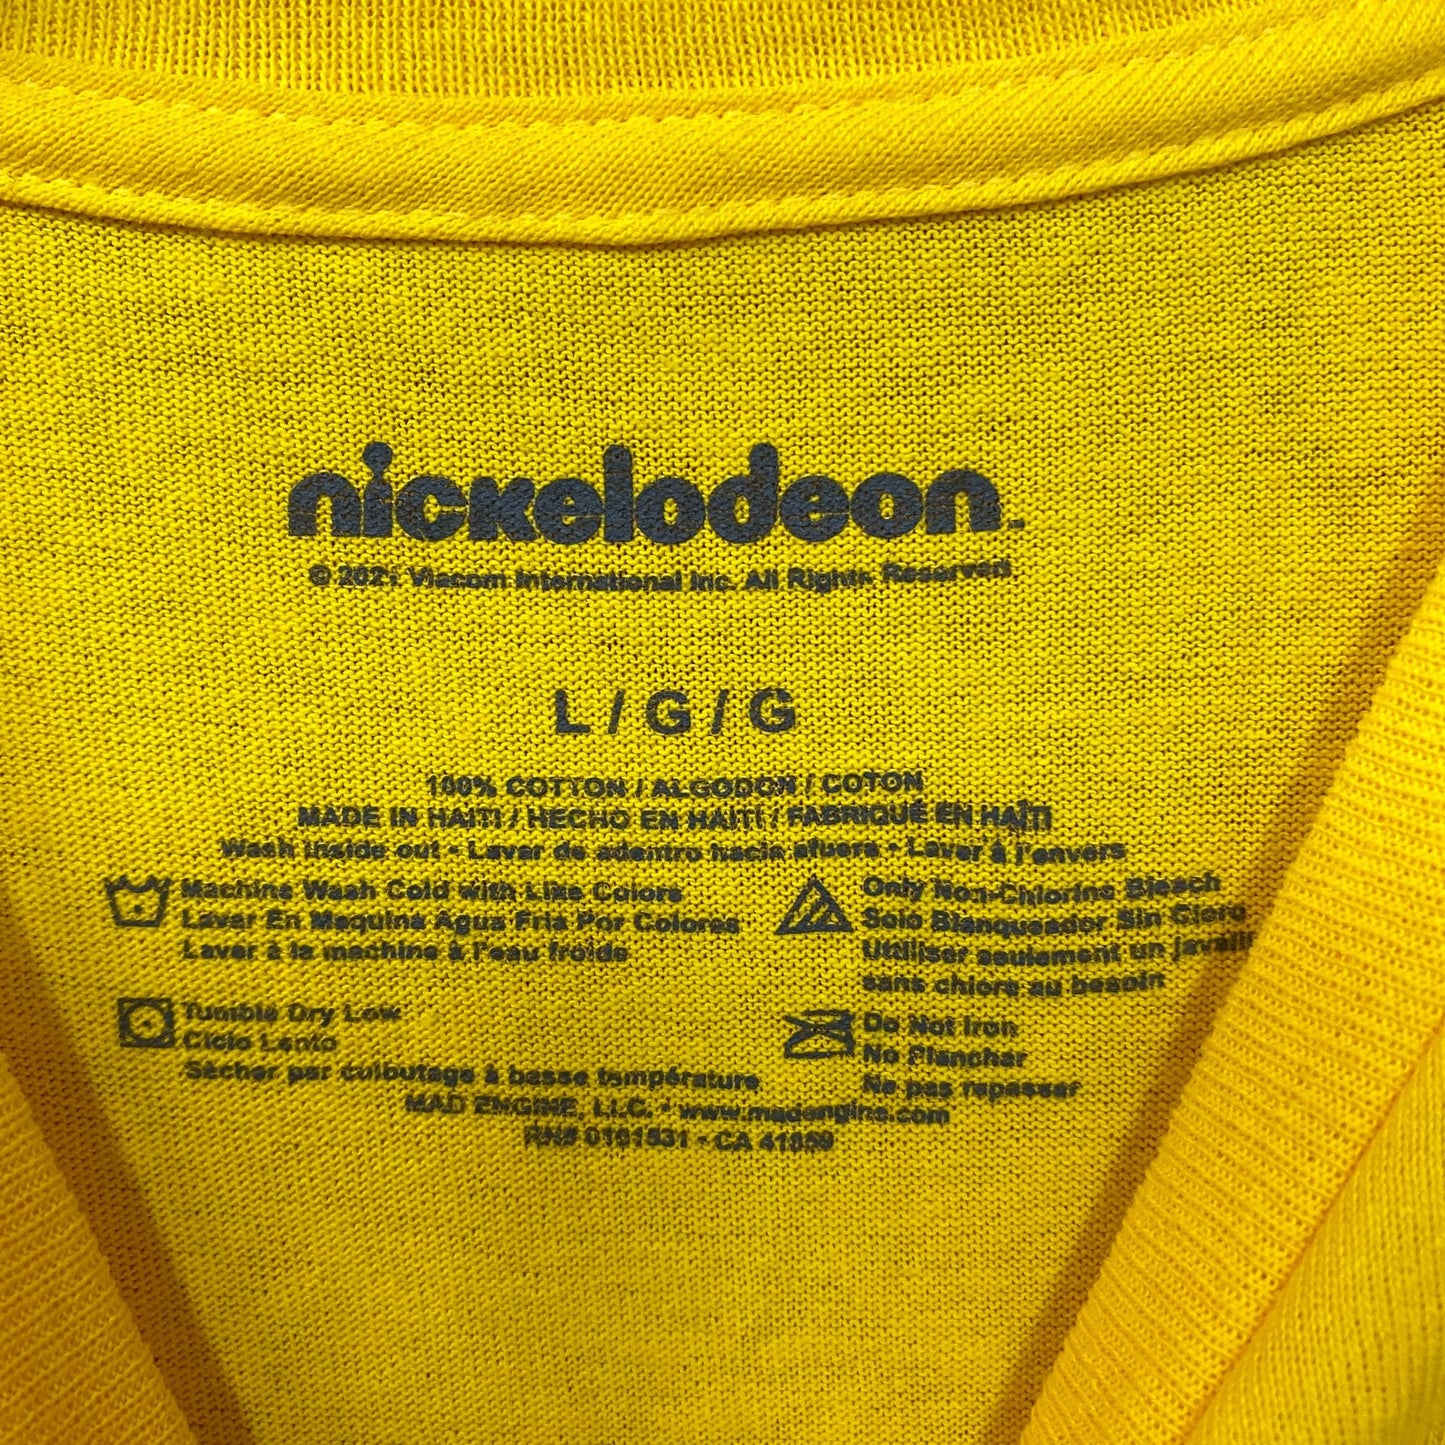 nickelodeon™
© 2021 Viacom International Inc. All Rights Reserved
L / G / G
100% COTTON / ALGODON / COTON
MADE IN HAITI / HECHO EN HAITI / FABRIQUÉ EN HAÏTI
Wash inside out • Lavar de adentro hacia afuera • Laver à l'envers
Machine Wash Cold with Like Colors
Lavar En Maquina Agua Fria Por Colores
Laver à la machine à l'eau froide
Only Non-Chlorine Bleach
Solo Blanqueador Sin Cloro
Utiliser seulement un javell
sans chlore au besoin
Tumble Dry Low
Ciclo Lento
Sècher par culbutage à basse température
Do Not Iron
No Planchar
Ne pas repasser
MAD ENGINE, LLC. • www.madengine.com
RN# 0101531 • CA 41859